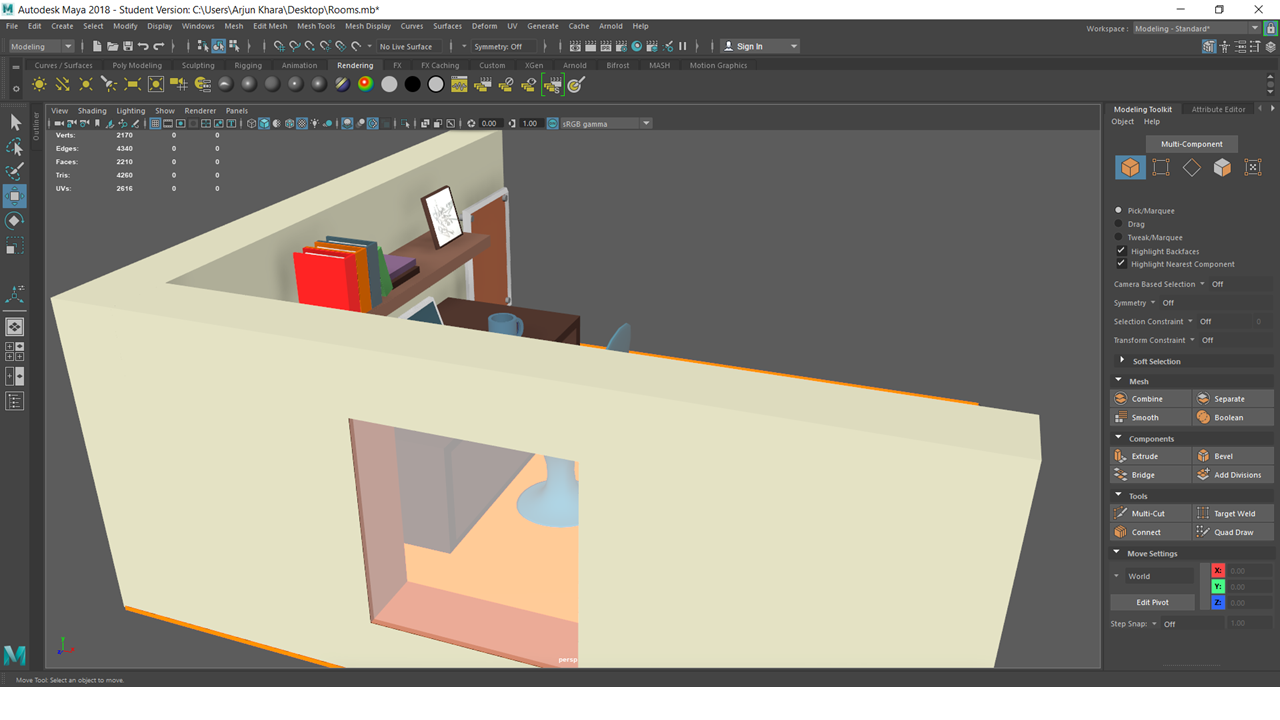 Autodesk Maya 2018 - Student Version: C:\Users\Arjun Khara\Desktop\Rooms.mb*
File Edit Create Select Modify Display Windows Mesh Edit Mesh Mesh Tools Mesh Display Curves Surfaces Deform UV Generate Cache Arnold Help
Workspace: Modeling - Standard*
Modeling No Live Surface Symmetry: Off Sign In
Curves / Surfaces Poly Modeling Sculpting Rigging Animation Rendering FX FX Caching Custom XGen Arnold Bifrost MASH Motion Graphics
View Shading Lighting Show Renderer Panels
0.00 1.00 sRGB gamma
Outliner
Verts: 2170 0 0
Edges: 4340 0 0
Faces: 2210 0 0
Tris: 4260 0 0
UVs: 2616 0 0
persp
Modeling Toolkit Attribute Editor
Object Help
Multi-Component
Pick/Marquee
Drag
Tweak/Marquee
Highlight Backfaces
Highlight Nearest Component
Camera Based Selection Off
Symmetry Off
Selection Constraint Off 0
Transform Constraint Off
Soft Selection
Mesh
Combine Separate
Smooth Boolean
Components
Extrude Bevel
Bridge Add Divisions
Tools
Multi-Cut Target Weld
Connect Quad Draw
Move Settings
World
X: 0.00
Y: 0.00
Z: 0.00
Edit Pivot
Step Snap: Off 1.00
Move Tool: Select an object to move.